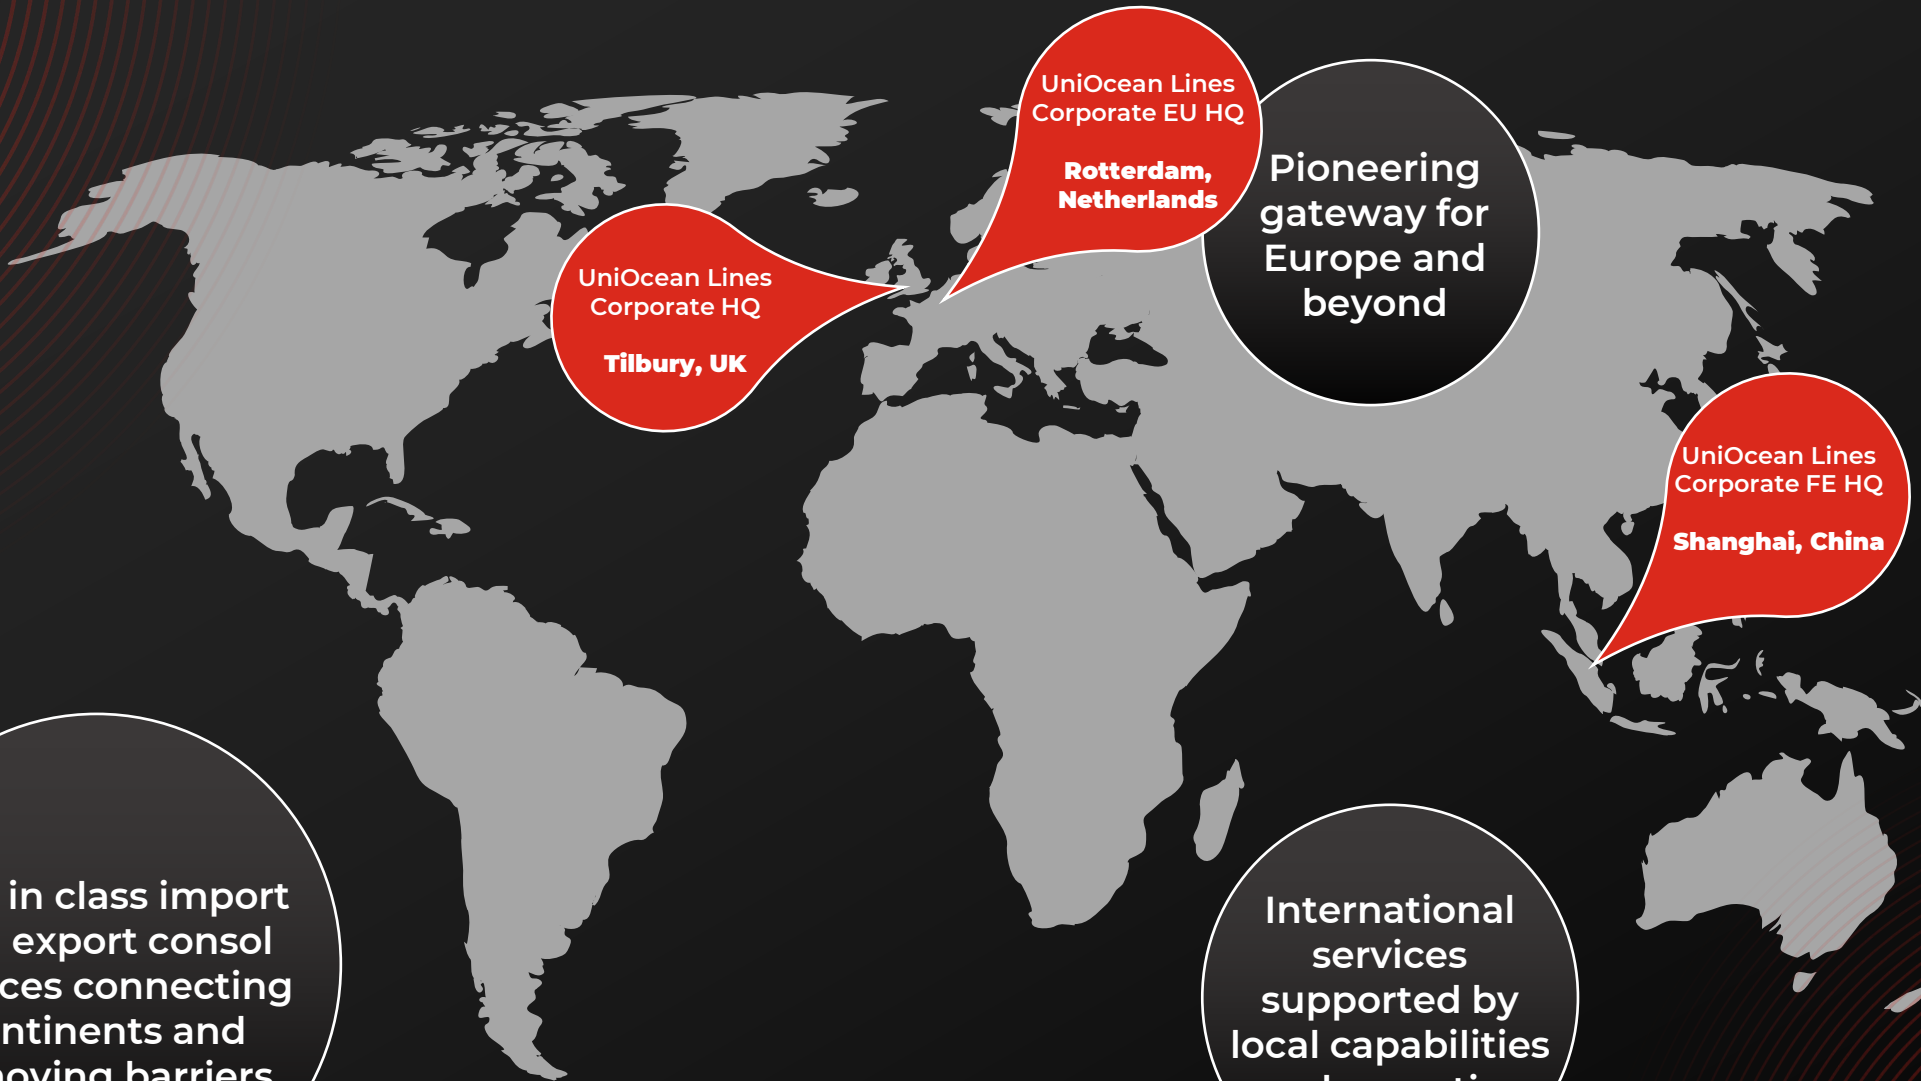 UniOcean Lines
Corporate EU HQ
Rotterdam,
Netherlands
Pioneering
gateway for
Europe and
beyond
UniOcean Lines
Corporate HQ
Tilbury, UK
UniOcean Lines
Corporate FE HQ
Shanghai, China
in class import
export consol
connecting
and
barriers
International
services
supported by
local capabilities